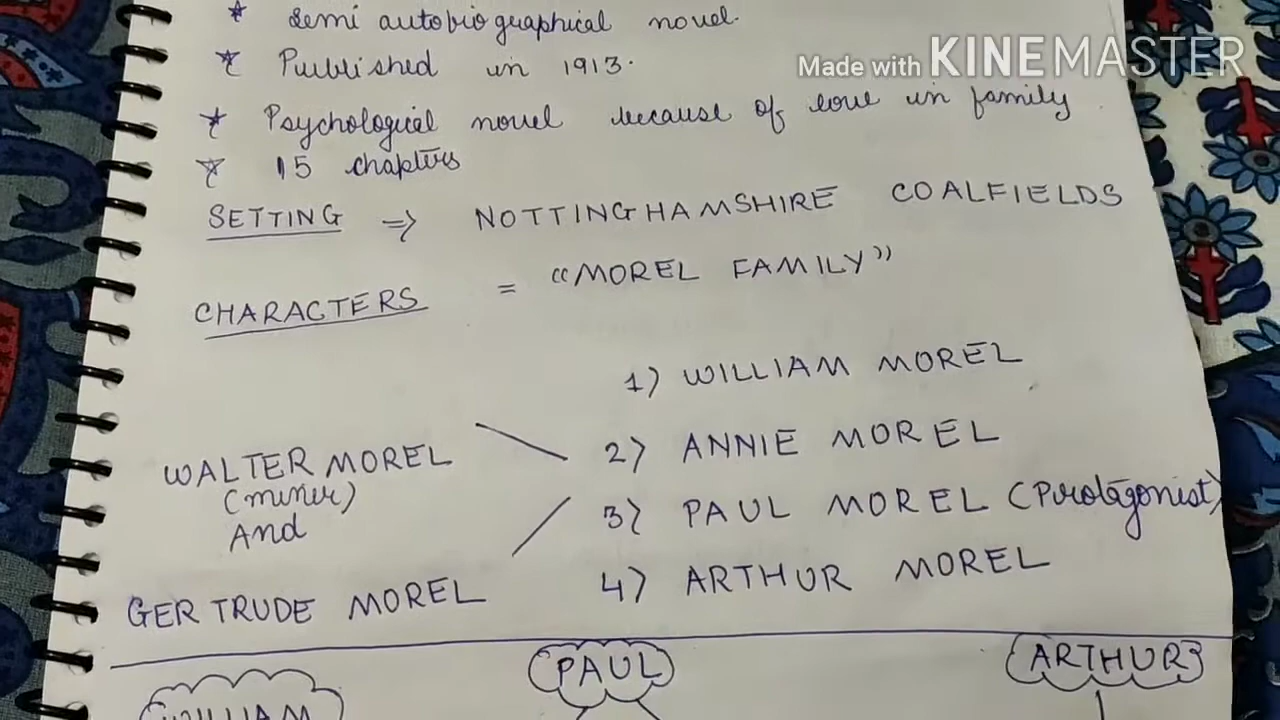 Made with KINEMASTER
* Semi autobiographical novel.
* Published in 1913.
* Psychological novel because of love in family
* 15 chapters
SETTING => NOTTINGHAMSHIRE COALFIELDS
CHARACTERS = "MOREL FAMILY"
WALTER MOREL
(miner)
And
GERTRUDE MOREL
1) WILLIAM MOREL
2) ANNIE MOREL
3) PAUL MOREL (Protagonist)
4) ARTHUR MOREL
WILLIAM
PAUL
ARTHUR